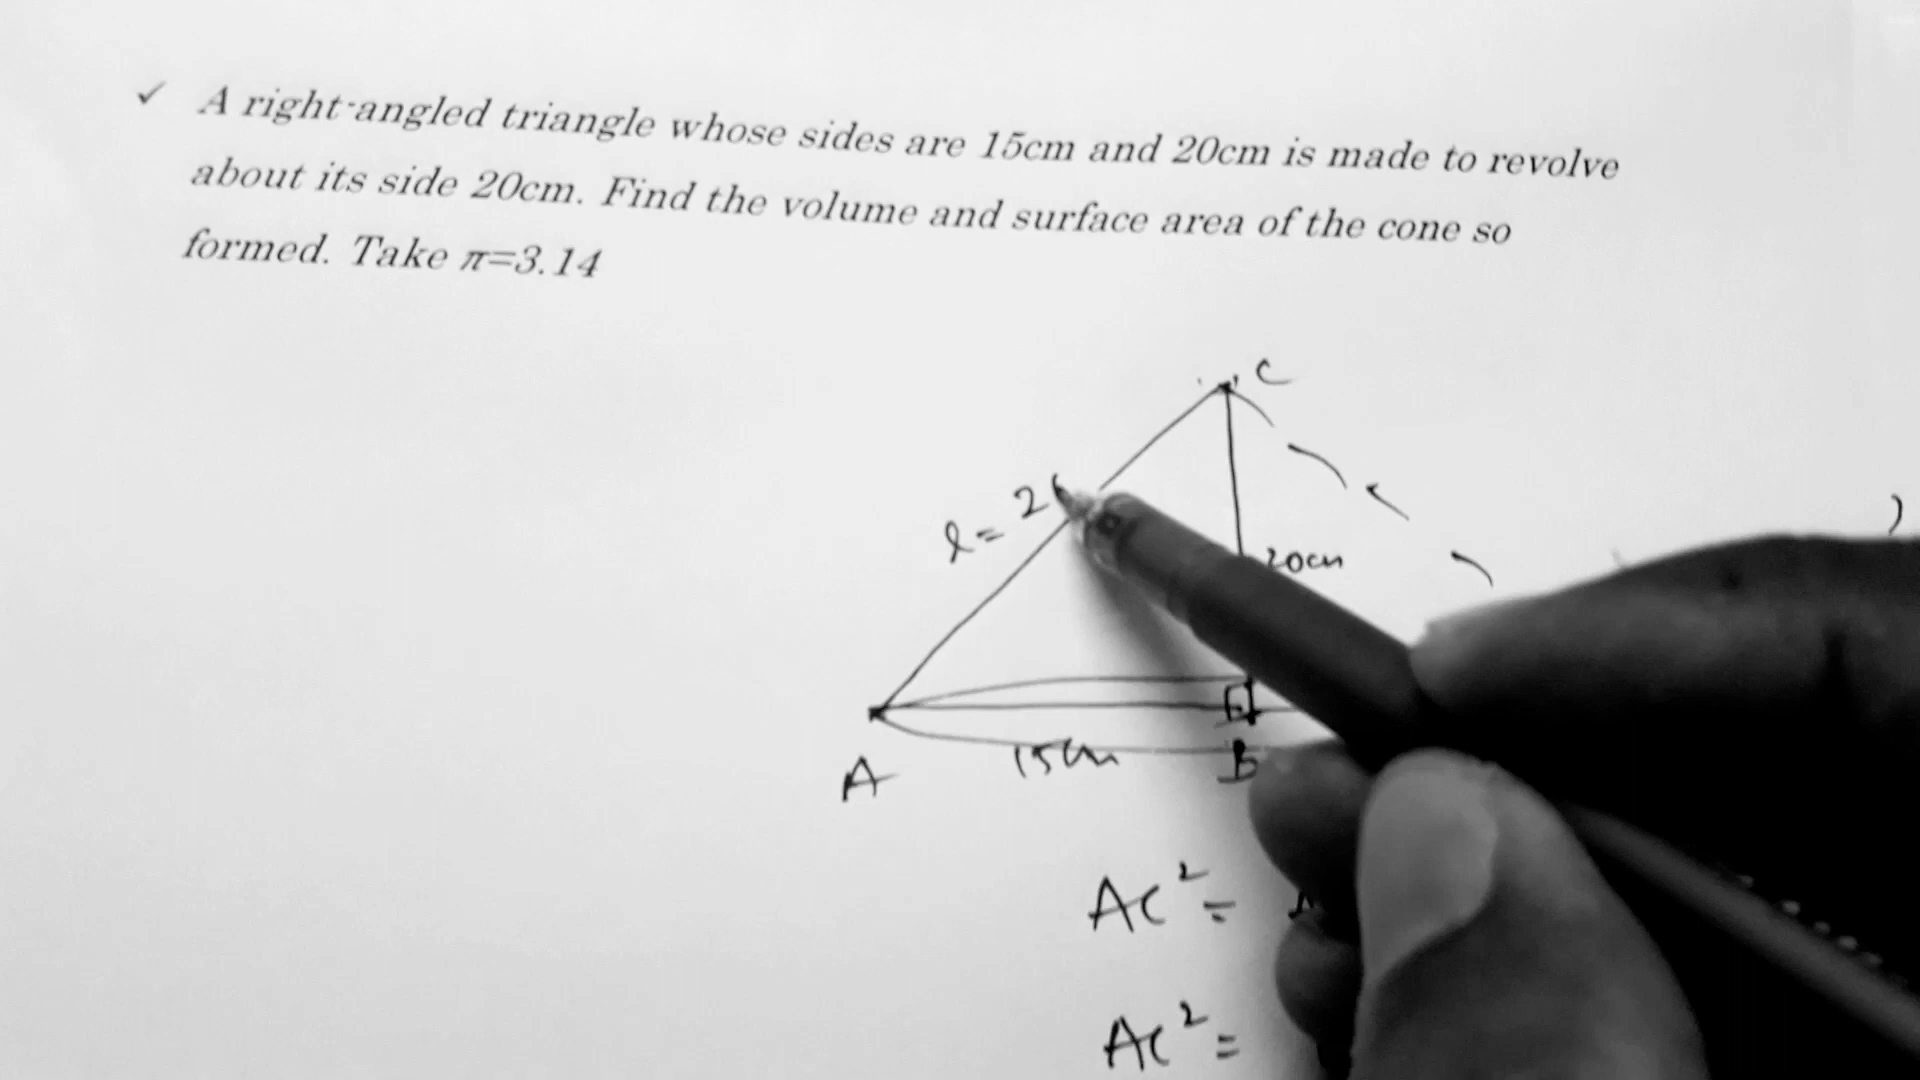 ✓ A right-angled triangle whose sides are 15cm and 20cm is made to revolve
about its side 20cm. Find the volume and surface area of the cone so
formed. Take π=3.14
C
l = 2
20cm
15cm
A
B
AC² =
AC² =